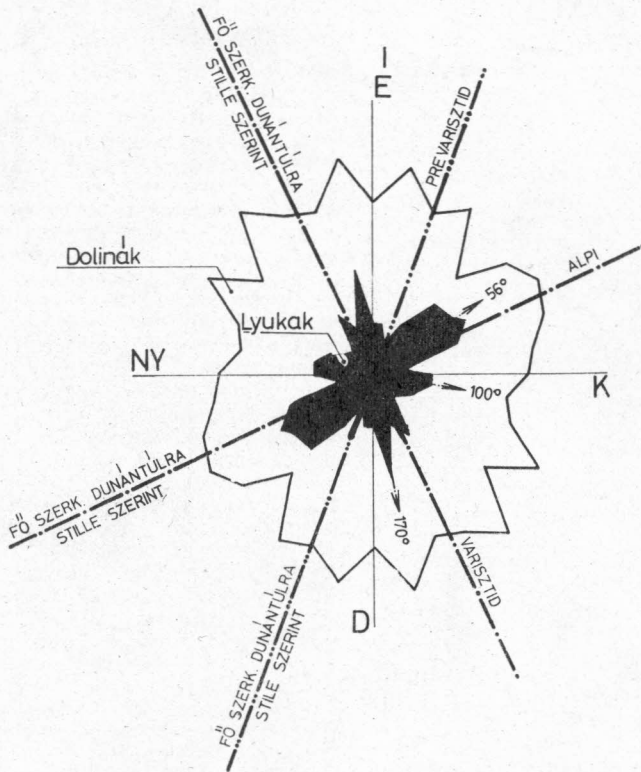 FŐ SZERK. DUNÁNTÚLRA
STILLE SZERINT
I
É
PREVARISZTID
Dolinák
ALPI
56°
Lyukak
NY
K
100°
FŐ SZERK. DUNÁNTÚLRA
STILLE SZERINT
170°
VARISZTID
D
FŐ SZERK. DUNÁNTÚLRA
STILE SZERINT